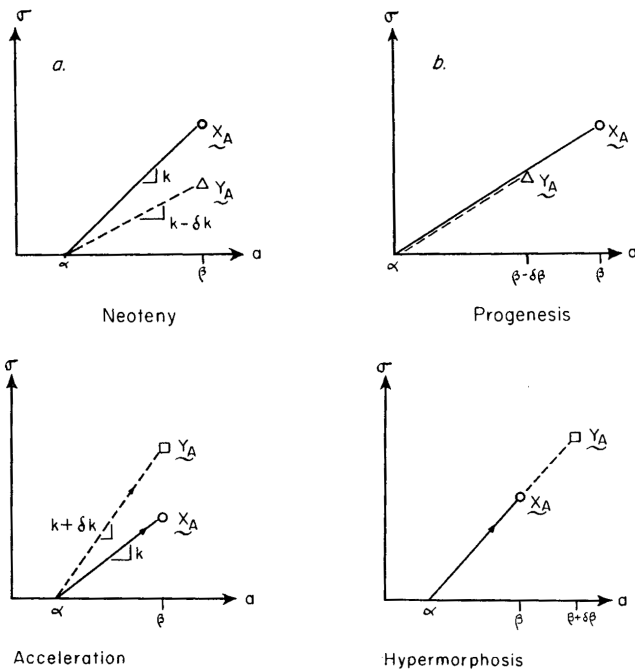 σ
a.
X_A
k
Y_A
k-δk
α
β
a
Neoteny
σ
b.
X_A
Y_A
α
β-δβ
β
a
Progenesis
σ
Y_A
k+δk
X_A
k
α
β
a
Acceleration
σ
Y_A
X_A
α
β
β+δβ
a
Hypermorphosis